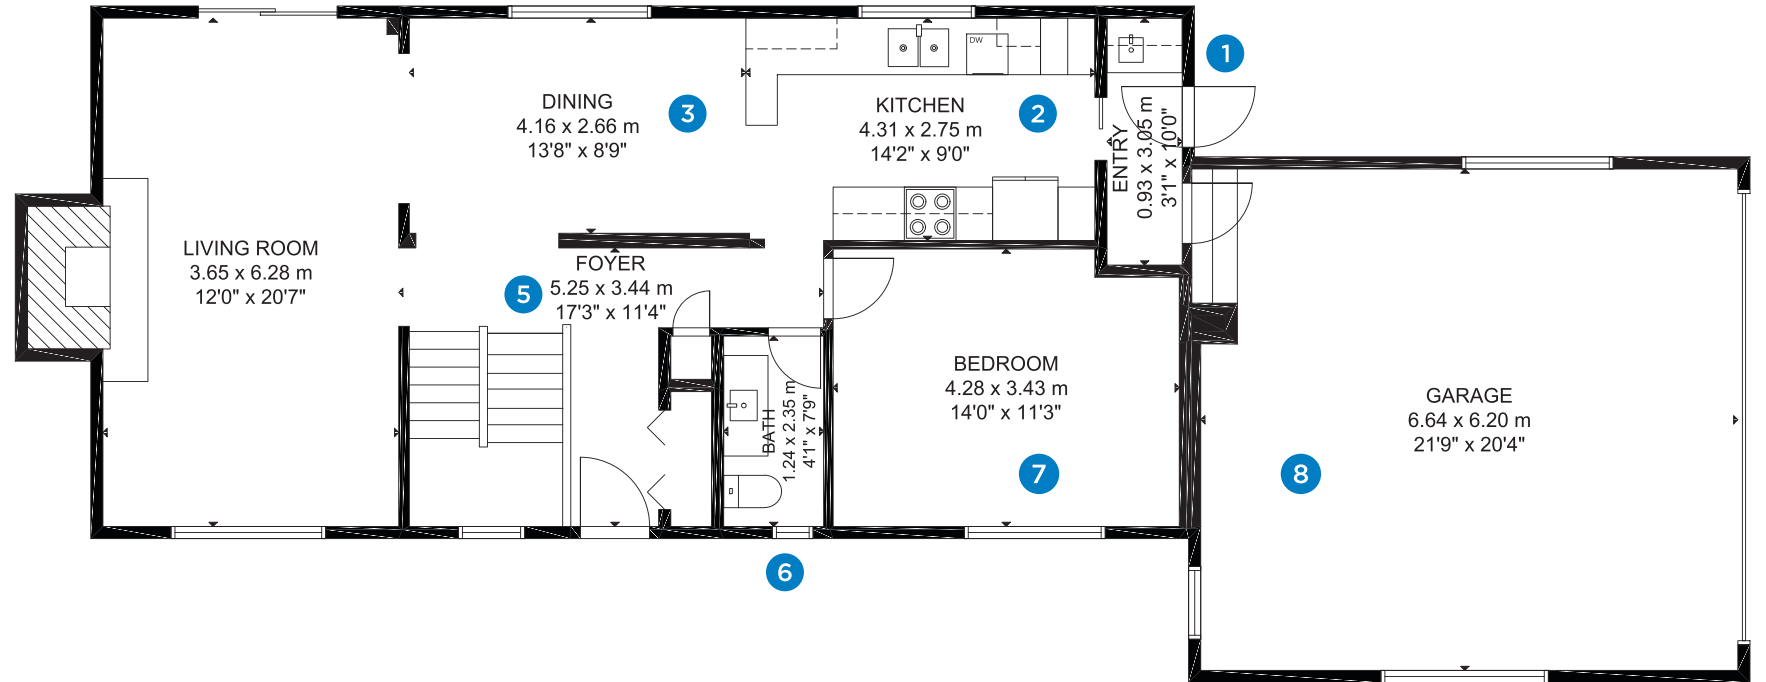 1
DW
DINING
4.16 x 2.66 m
13'8" x 8'9"
3
KITCHEN
4.31 x 2.75 m
14'2" x 9'0"
2
ENTRY
0.93 x 3.05 m
3'1" x 10'0"
LIVING ROOM
3.65 x 6.28 m
12'0" x 20'7"
FOYER
5.25 x 3.44 m
17'3" x 11'4"
5
BATH
1.24 x 2.35 m
4'1" x 7'9"
6
BEDROOM
4.28 x 3.43 m
14'0" x 11'3"
7
GARAGE
6.64 x 6.20 m
21'9" x 20'4"
8